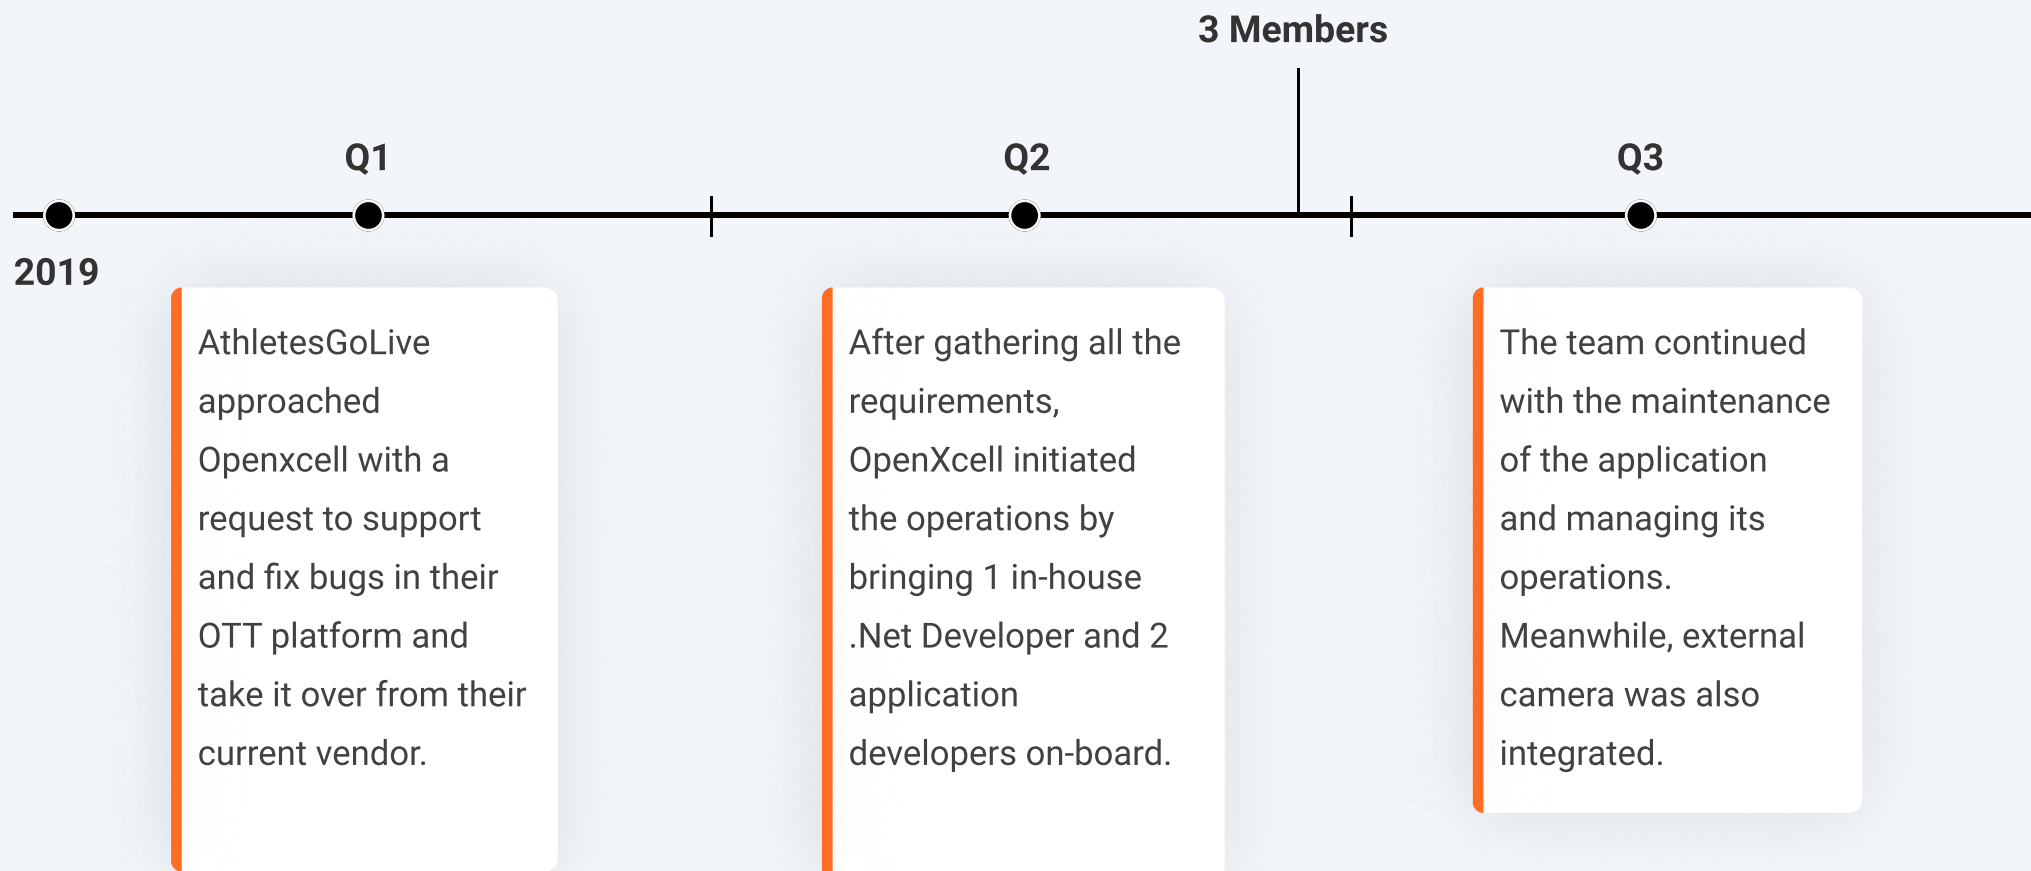 3 Members
Q1
Q2
Q3
2019
AthletesGoLive
approached
Openxcell with a
request to support
and fix bugs in their
OTT platform and
take it over from their
current vendor.
After gathering all the
requirements,
OpenXcell initiated
the operations by
bringing 1 in-house
.Net Developer and 2
application
developers on-board.
The team continued
with the maintenance
of the application
and managing its
operations.
Meanwhile, external
camera was also
integrated.